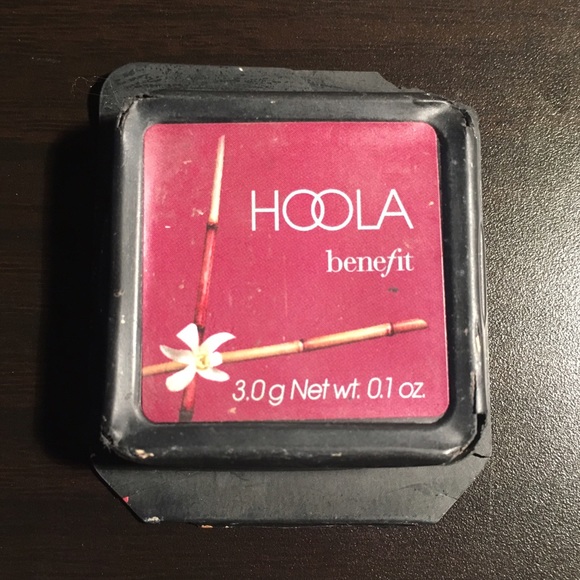 HOOLA
benefit
3.0 g Net wt. 0.1 oz.